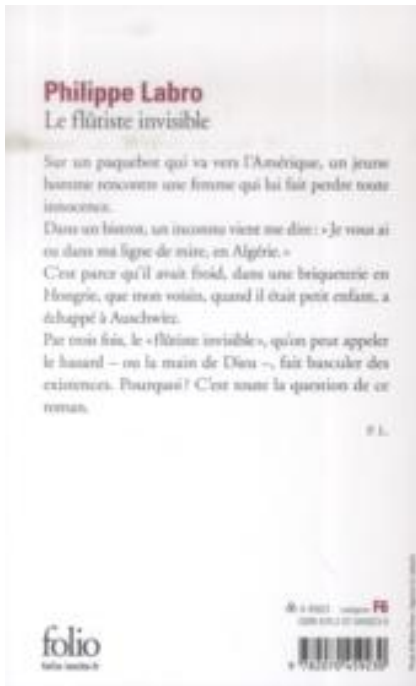 Philippe Labro
Le flûtiste invisible
Sur un paquebot qui va vers l'Amérique, un jeune
homme rencontre une femme qui lui fait perdre toute
innocence.
Dans un bistrot, un inconnu vient me dire : « Je vous ai
eu dans ma ligne de mire, en Algérie. »
C'est parce qu'il avait froid, dans une briqueterie en
Hongrie, que mon voisin, quand il était petit enfant, a
échappé à Auschwitz.
Par trois fois, le « flûtiste invisible », qu'on peut appeler
le hasard – ou la main de Dieu –, fait basculer des
existences. Pourquoi ? C'est toute la question de ce
roman.
P. L.
catégorie F6
folio